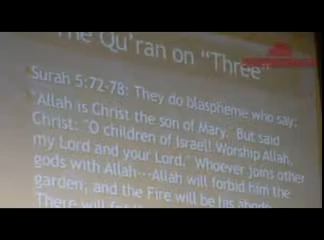 The Qu'ran on "Three"
Surah 5:72-78: They do blaspheme who say:
"Allah is Christ the son of Mary." But said
Christ: "O children of Israel! Worship Allah,
my Lord and your Lord." Whoever joins other
gods with Allah---Allah will forbid him the
garden, and the Fire will be his abode.
There will